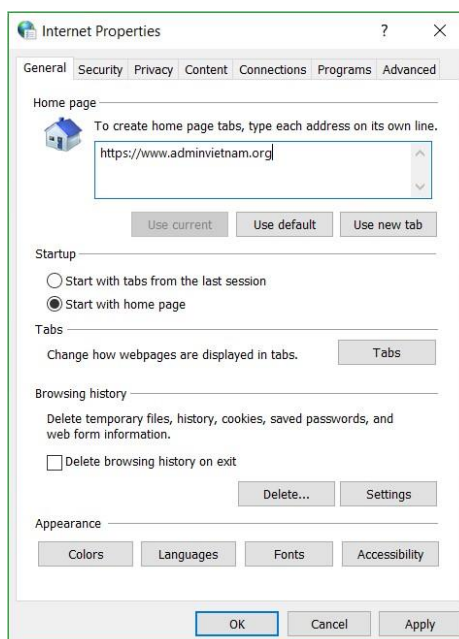 Internet Properties
General Security Privacy Content Connections Programs Advanced
Home page
To create home page tabs, type each address on its own line.
https://www.adminvietnam.org
Use current Use default Use new tab
Startup
Start with tabs from the last session
Start with home page
Tabs
Change how webpages are displayed in tabs. Tabs
Browsing history
Delete temporary files, history, cookies, saved passwords, and
web form information.
Delete browsing history on exit
Delete... Settings
Appearance
Colors Languages Fonts Accessibility
OK Cancel Apply